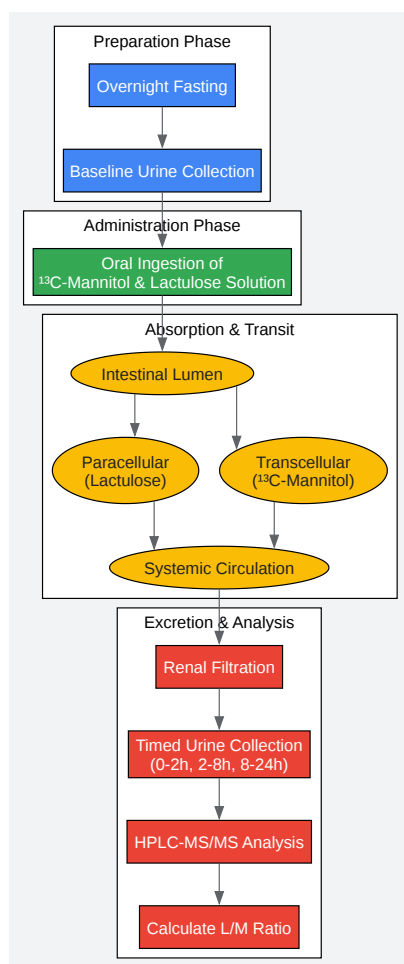 Preparation Phase
Overnight Fasting
Baseline Urine Collection
Administration Phase
Oral Ingestion of
¹³C-Mannitol & Lactulose Solution
Absorption & Transit
Intestinal Lumen
Paracellular
(Lactulose)
Transcellular
(¹³C-Mannitol)
Systemic Circulation
Excretion & Analysis
Renal Filtration
Timed Urine Collection
(0-2h, 2-8h, 8-24h)
HPLC-MS/MS Analysis
Calculate L/M Ratio